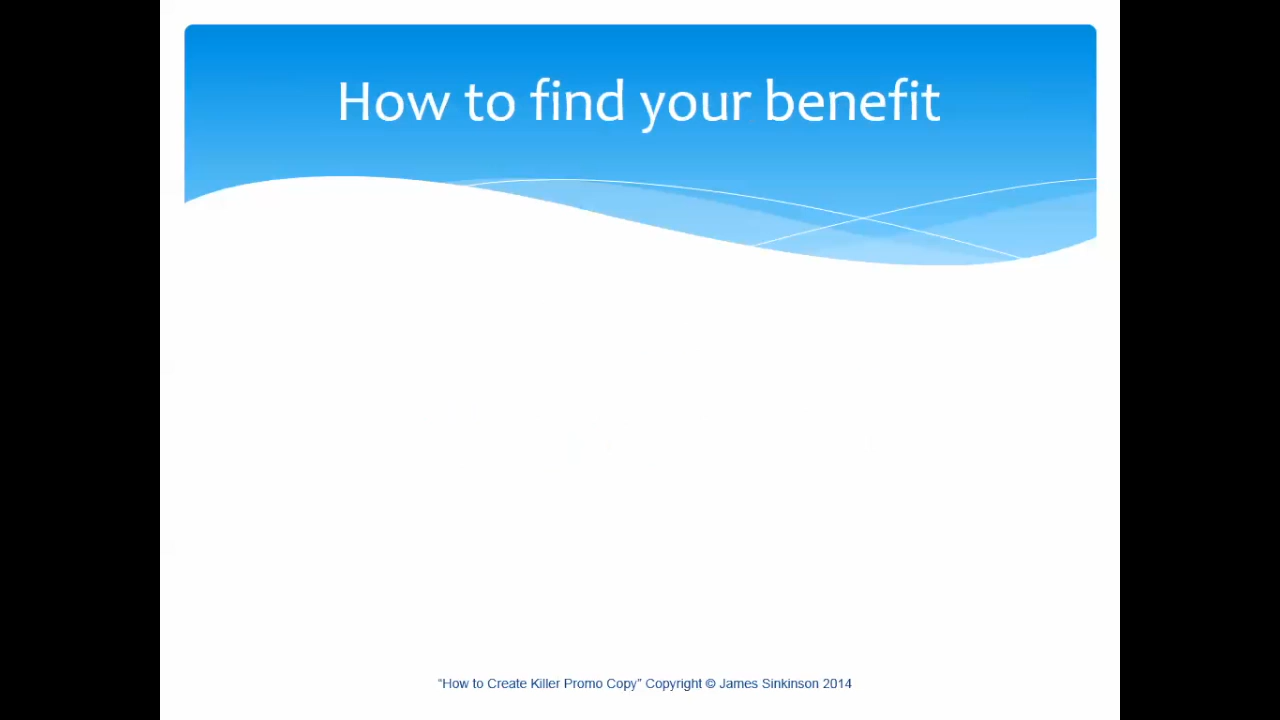 How to find your benefit
“How to Create Killer Promo Copy” Copyright © James Sinkinson 2014